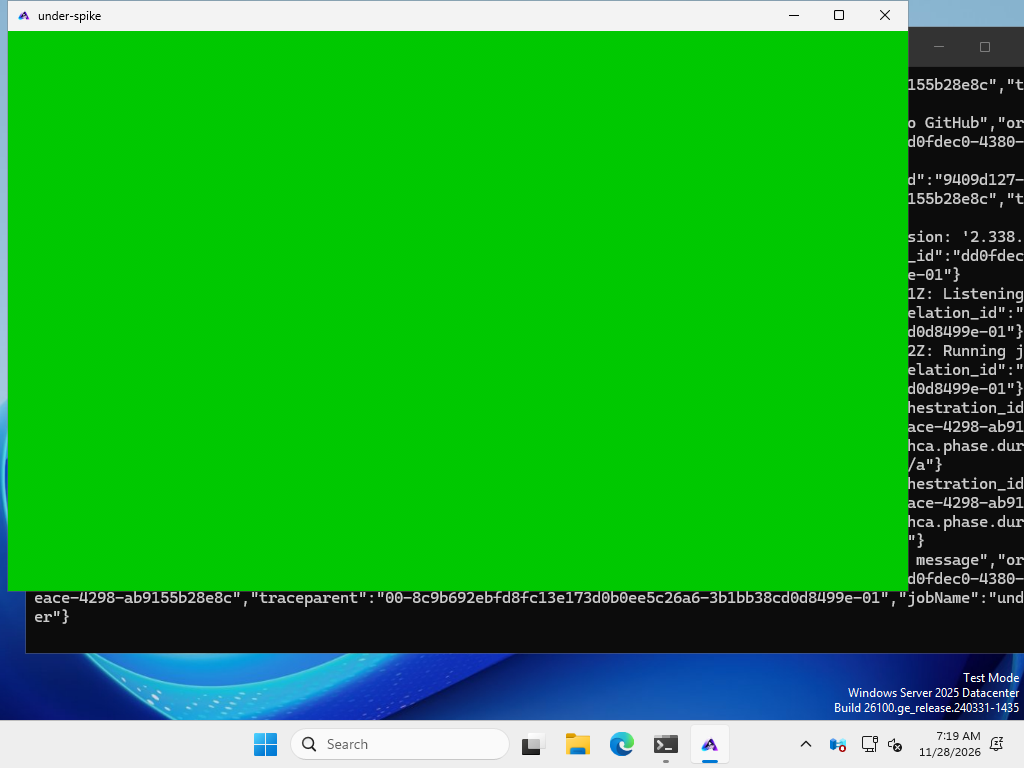 under-spike
155b28e8c","t
o GitHub","or
d0fdec0-4380-
d":"9409d127-
155b28e8c","t
sion: '2.338.
_id":"dd0fdec
e-01"}
1Z: Listening
elation_id":"
d0d8499e-01"}
2Z: Running j
elation_id":"
d0d8499e-01"}
hestration_id
ace-4298-ab91
hca.phase.dur
/a"}
hestration_id
ace-4298-ab91
hca.phase.dur
"}
message","or
d0fdec0-4380-
eace-4298-ab9155b28e8c","traceparent":"00-8c9b692ebfd8fc13e173d0b0ee5c26a6-3b1bb38cd0d8499e-01","jobName":"und
er"}
Test Mode
Windows Server 2025 Datacenter
Build 26100.ge_release.240331-1435
Search
7:19 AM
11/28/2026